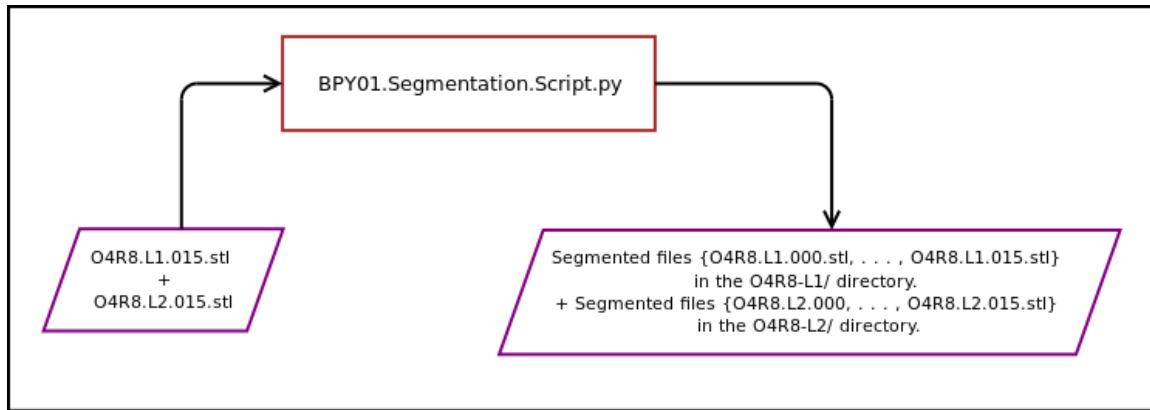 BPY01.Segmentation.Script.py
O4R8.L1.015.stl
+
O4R8.L2.015.stl
Segmented files {O4R8.L1.000.stl, . . . , O4R8.L1.015.stl}
in the O4R8-L1/ directory.
+ Segmented files {O4R8.L2.000, . . . , O4R8.L2.015.stl}
in the O4R8-L2/ directory.